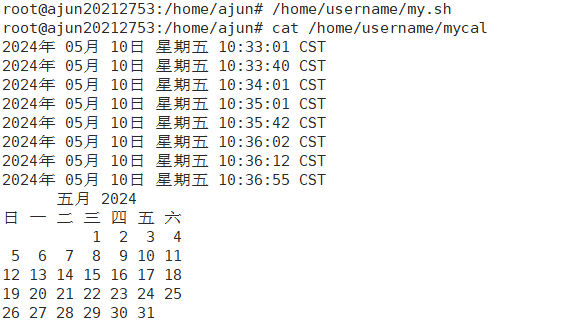 root@ajun20212753:/home/ajun# /home/username/my.sh
root@ajun20212753:/home/ajun# cat /home/username/mycal
2024年 05月 10日 星期五 10:33:01 CST
2024年 05月 10日 星期五 10:33:40 CST
2024年 05月 10日 星期五 10:34:01 CST
2024年 05月 10日 星期五 10:35:01 CST
2024年 05月 10日 星期五 10:35:42 CST
2024年 05月 10日 星期五 10:36:02 CST
2024年 05月 10日 星期五 10:36:12 CST
2024年 05月 10日 星期五 10:36:55 CST
      五月 2024
日 一 二 三 四 五 六
          1  2  3  4
 5  6  7  8  9 10 11
12 13 14 15 16 17 18
19 20 21 22 23 24 25
26 27 28 29 30 31